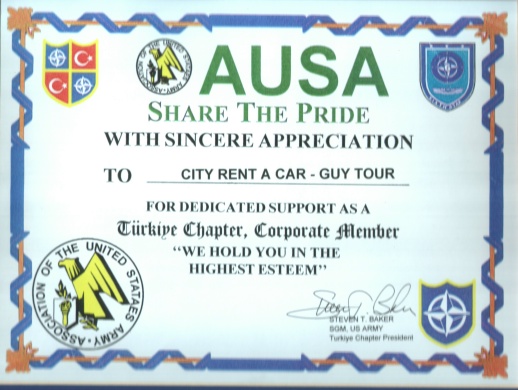 AUSA
SHARE THE PRIDE
WITH SINCERE APPRECIATION
TO CITY RENT A CAR - GUY TOUR
FOR DEDICATED SUPPORT AS A
Türkiye Chapter, Corporate Member
“WE HOLD YOU IN THE
HIGHEST ESTEEM”
ASSOCIATION OF THE UNITED STATAES ARMY
STEVEN T. BAKER
SGM, US ARMY
Turkiye Chapter President